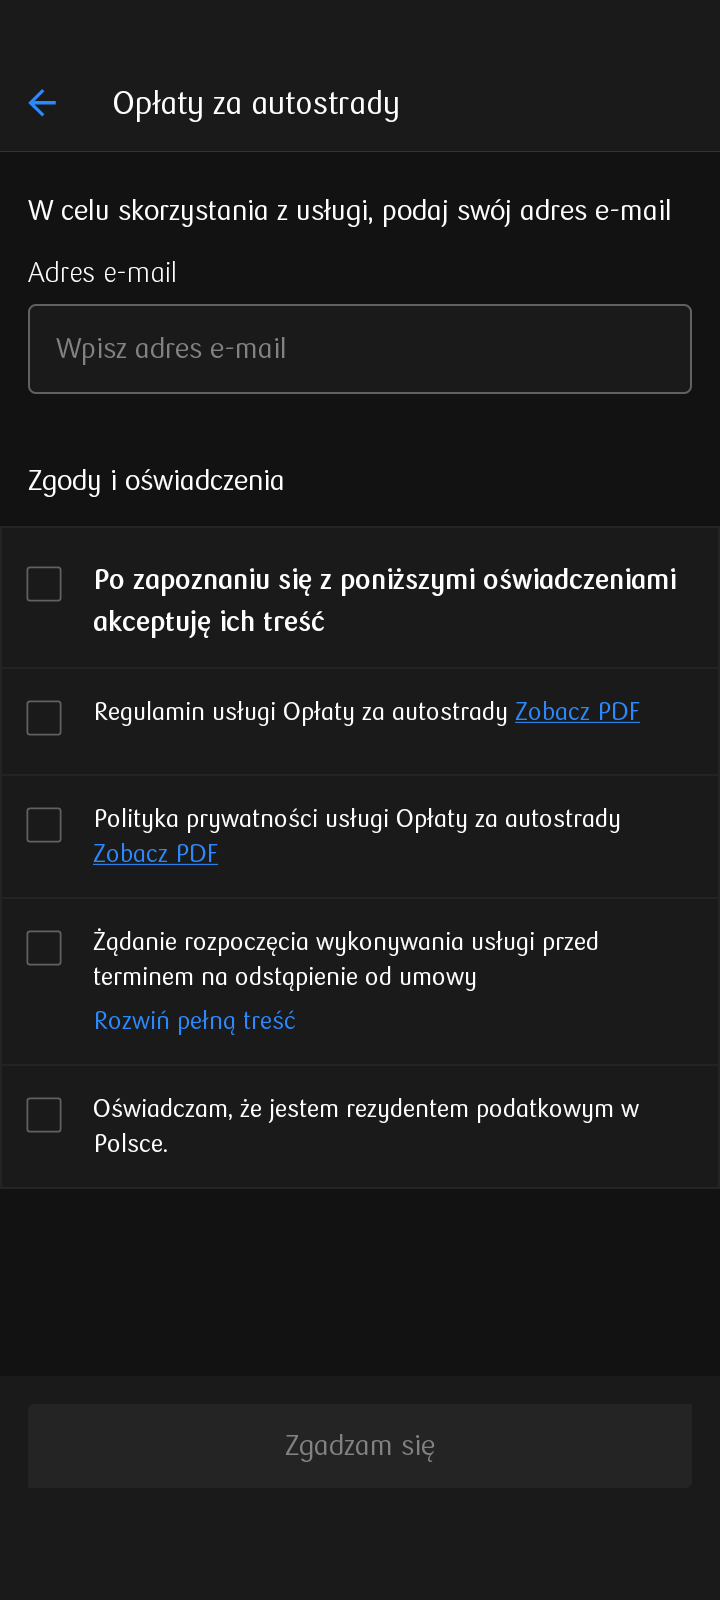 Opłaty za autostrady
W celu skorzystania z usługi, podaj swój adres e-mail
Adres e-mail
Wpisz adres e-mail
Zgody i oświadczenia
Po zapoznaniu się z poniższymi oświadczeniami
akceptuję ich treść
Regulamin usługi Opłaty za autostrady Zobacz PDF
Polityka prywatności usługi Opłaty za autostrady
Zobacz PDF
Żądanie rozpoczęcia wykonywania usługi przed
terminem na odstąpienie od umowy
Rozwiń pełną treść
Oświadczam, że jestem rezydentem podatkowym w
Polsce.
Zgadzam się